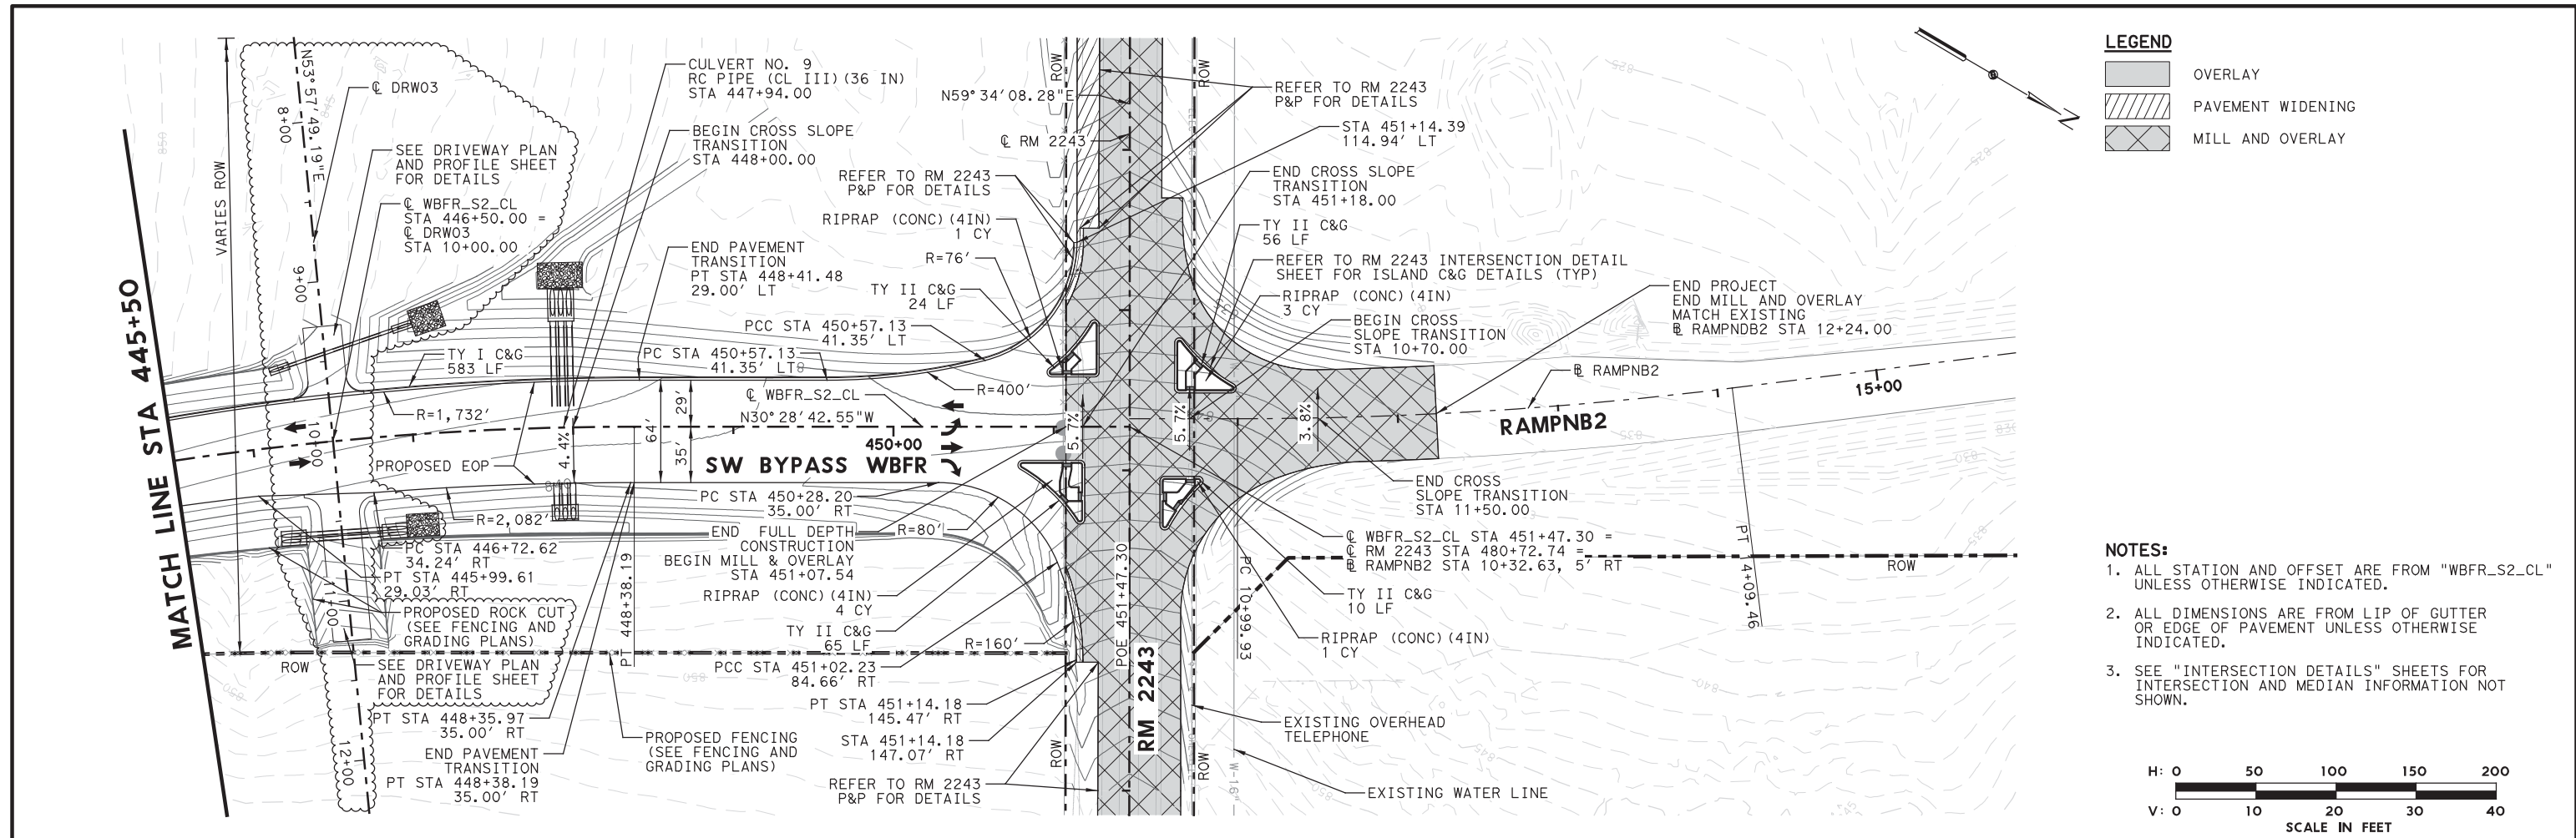 VARIES ROW
N53°57'49.19"E
8+00
℄ DRW03
SEE DRIVEWAY PLAN
AND PROFILE SHEET
FOR DETAILS
℄ WBFR_S2_CL
STA 446+50.00 =
℄ DRW03
STA 10+00.00
9+00
CULVERT NO. 9
RC PIPE (CL III)(36 IN)
STA 447+94.00
BEGIN CROSS SLOPE
TRANSITION
STA 448+00.00
END PAVEMENT
TRANSITION
PT STA 448+41.48
29.00' LT
TY I C&G
583 LF
R=1,732'
MATCH LINE STA 445+50
10+00
PROPOSED EOP
4.4%
64'
29'
35'
ROW
N59°34'08.28"E
℄ RM 2243
REFER TO RM 2243
P&P FOR DETAILS
RIPRAP (CONC)(4IN)
1 CY
R=76'
TY II C&G
24 LF
PCC STA 450+57.13
41.35' LT
PC STA 450+57.13
41.35' LT
℄ WBFR_S2_CL
N30°28'42.55"W
R=400'
450+00
SW BYPASS WBFR
5.7%
5.7%
3.8%
ROW
REFER TO RM 2243
P&P FOR DETAILS
STA 451+14.39
114.94' LT
END CROSS SLOPE
TRANSITION
STA 451+18.00
TY II C&G
56 LF
REFER TO RM 2243 INTERSENCTION DETAIL
SHEET FOR ISLAND C&G DETAILS (TYP)
RIPRAP (CONC)(4IN)
3 CY
BEGIN CROSS
SLOPE TRANSITION
STA 10+70.00
END PROJECT
END MILL AND OVERLAY
MATCH EXISTING
BL RAMPNDB2 STA 12+24.00
BL RAMPNB2
15+00
RAMPNB2
825
825
835
830
R=2,082'
PC STA 446+72.62
34.24' RT
PT STA 445+99.61
29.03' RT
PROPOSED ROCK CUT
(SEE FENCING AND
GRADING PLANS)
11+00
ROW
SEE DRIVEWAY PLAN
AND PROFILE SHEET
FOR DETAILS
PT STA 448+35.97
35.00' RT
END PAVEMENT
TRANSITION
PT STA 448+38.19
35.00' RT
12+00
PT 448+38.19
PROPOSED FENCING
(SEE FENCING AND
GRADING PLANS)
PC STA 450+28.20
35.00' RT
END FULL DEPTH
CONSTRUCTION
BEGIN MILL & OVERLAY
STA 451+07.54
R=80'
RIPRAP (CONC)(4IN)
4 CY
TY II C&G
65 LF
R=160'
PCC STA 451+02.23
84.66' RT
PT STA 451+14.18
145.47' RT
STA 451+14.18
147.07' RT
REFER TO RM 2243
P&P FOR DETAILS
ROW
POE 451+47.30
RM 2243
ROW
END CROSS
SLOPE TRANSITION
STA 11+50.00
℄ WBFR_S2_CL STA 451+47.30 =
℄ RM 2243 STA 480+72.74 =
BL RAMPNB2 STA 10+32.63, 5' RT
PC 10+99.93
TY II C&G
10 LF
RIPRAP (CONC)(4IN)
1 CY
ROW
PT 14+09.46
EXISTING OVERHEAD
TELEPHONE
W-16"
EXISTING WATER LINE
850
850
840
845
850
N
LEGEND
OVERLAY
PAVEMENT WIDENING
MILL AND OVERLAY
NOTES:
1. ALL STATION AND OFFSET ARE FROM "WBFR_S2_CL"
UNLESS OTHERWISE INDICATED.
2. ALL DIMENSIONS ARE FROM LIP OF GUTTER
OR EDGE OF PAVEMENT UNLESS OTHERWISE
INDICATED.
3. SEE "INTERSECTION DETAILS" SHEETS FOR
INTERSECTION AND MEDIAN INFORMATION NOT
SHOWN.
H: 0 50 100 150 200
V: 0 10 20 30 40
SCALE IN FEET